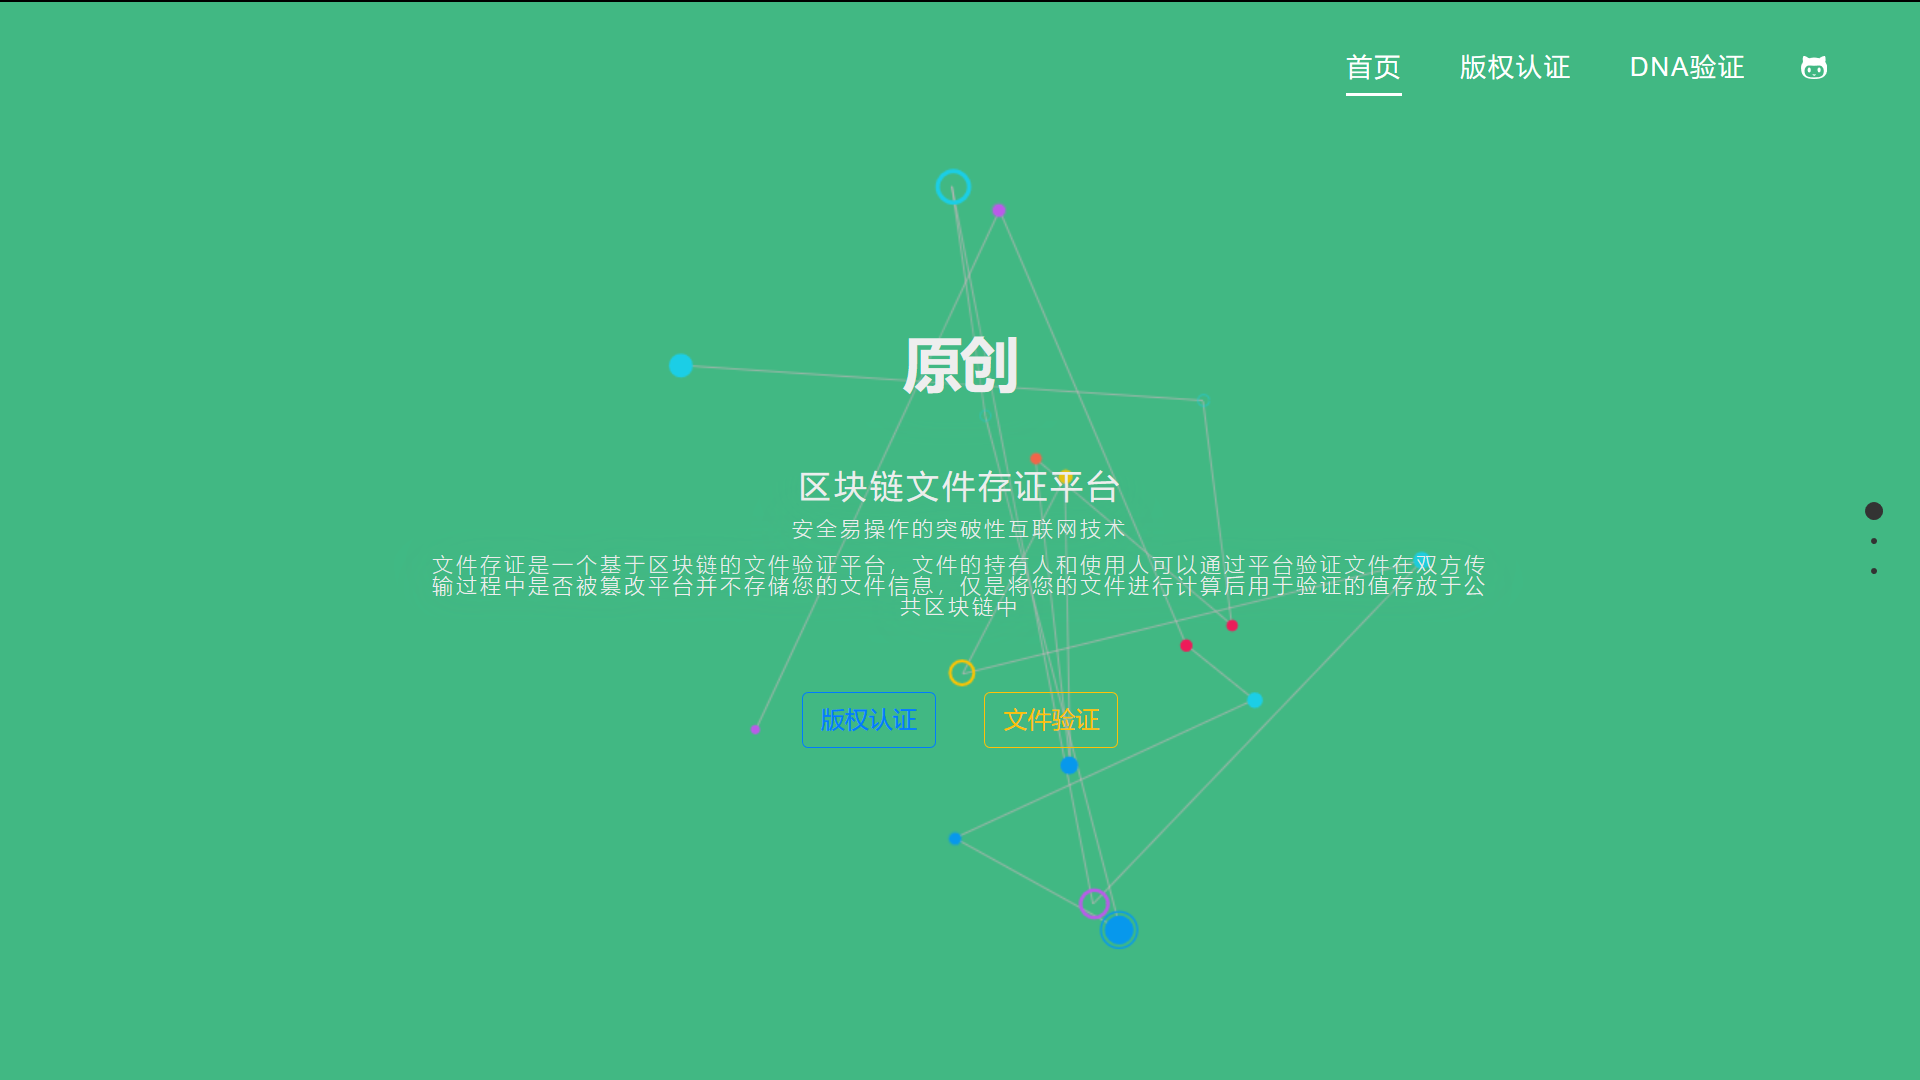 首页 版权认证 DNA验证
原创
区块链文件存证平台
安全易操作的突破性互联网技术
文件存证是一个基于区块链的文件验证平台，文件的持有人和使用人可以通过平台验证文件在双方传
输过程中是否被篡改平台并不存储您的文件信息，仅是将您的文件进行计算后用于验证的值存放于公
共区块链中
版权认证 文件验证